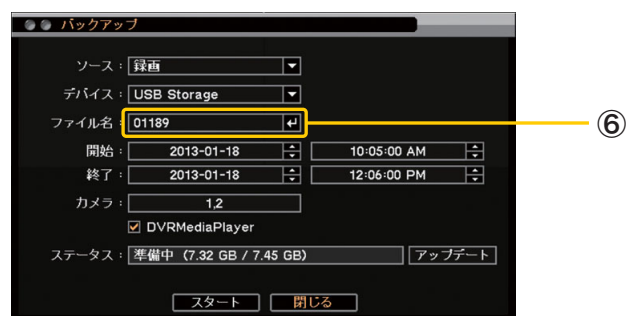 バックアップ
ソース： 録画
デバイス： USB Storage
ファイル名： 01189
⑥
開始： 2013-01-18 10:05:00 AM
終了： 2013-01-18 12:06:00 PM
カメラ： 1,2
DVRMediaPlayer
ステータス： 準備中 (7.32 GB / 7.45 GB) アップデート
スタート 閉じる